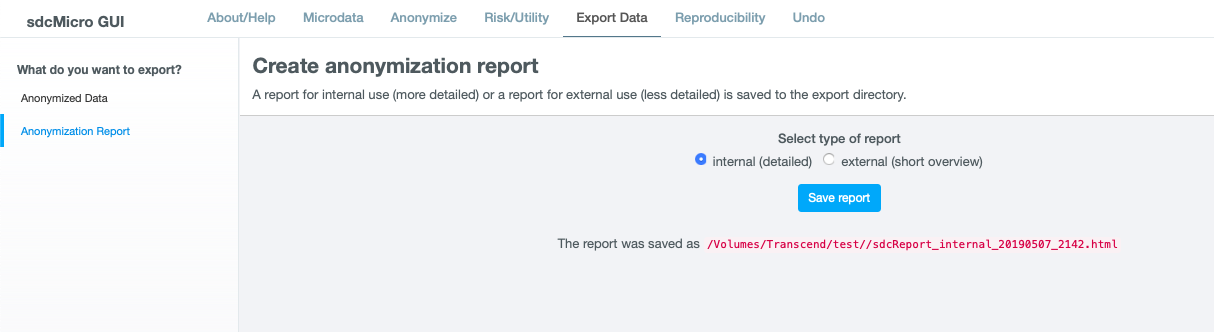 sdcMicro GUI
About/Help Microdata Anonymize Risk/Utility Export Data Reproducibility Undo
What do you want to export?
Anonymized Data
Anonymization Report
Create anonymization report
A report for internal use (more detailed) or a report for external use (less detailed) is saved to the export directory.
Select type of report
internal (detailed) external (short overview)
Save report
The report was saved as /Volumes/Transcend/test//sdcReport_internal_20190507_2142.html